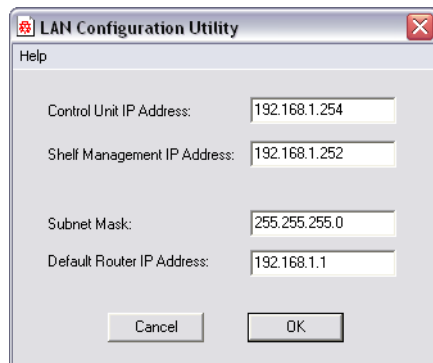 LAN Configuration Utility
Help
Control Unit IP Address: 192.168.1.254
Shelf Management IP Address: 192.168.1.252
Subnet Mask: 255.255.255.0
Default Router IP Address: 192.168.1.1
Cancel OK